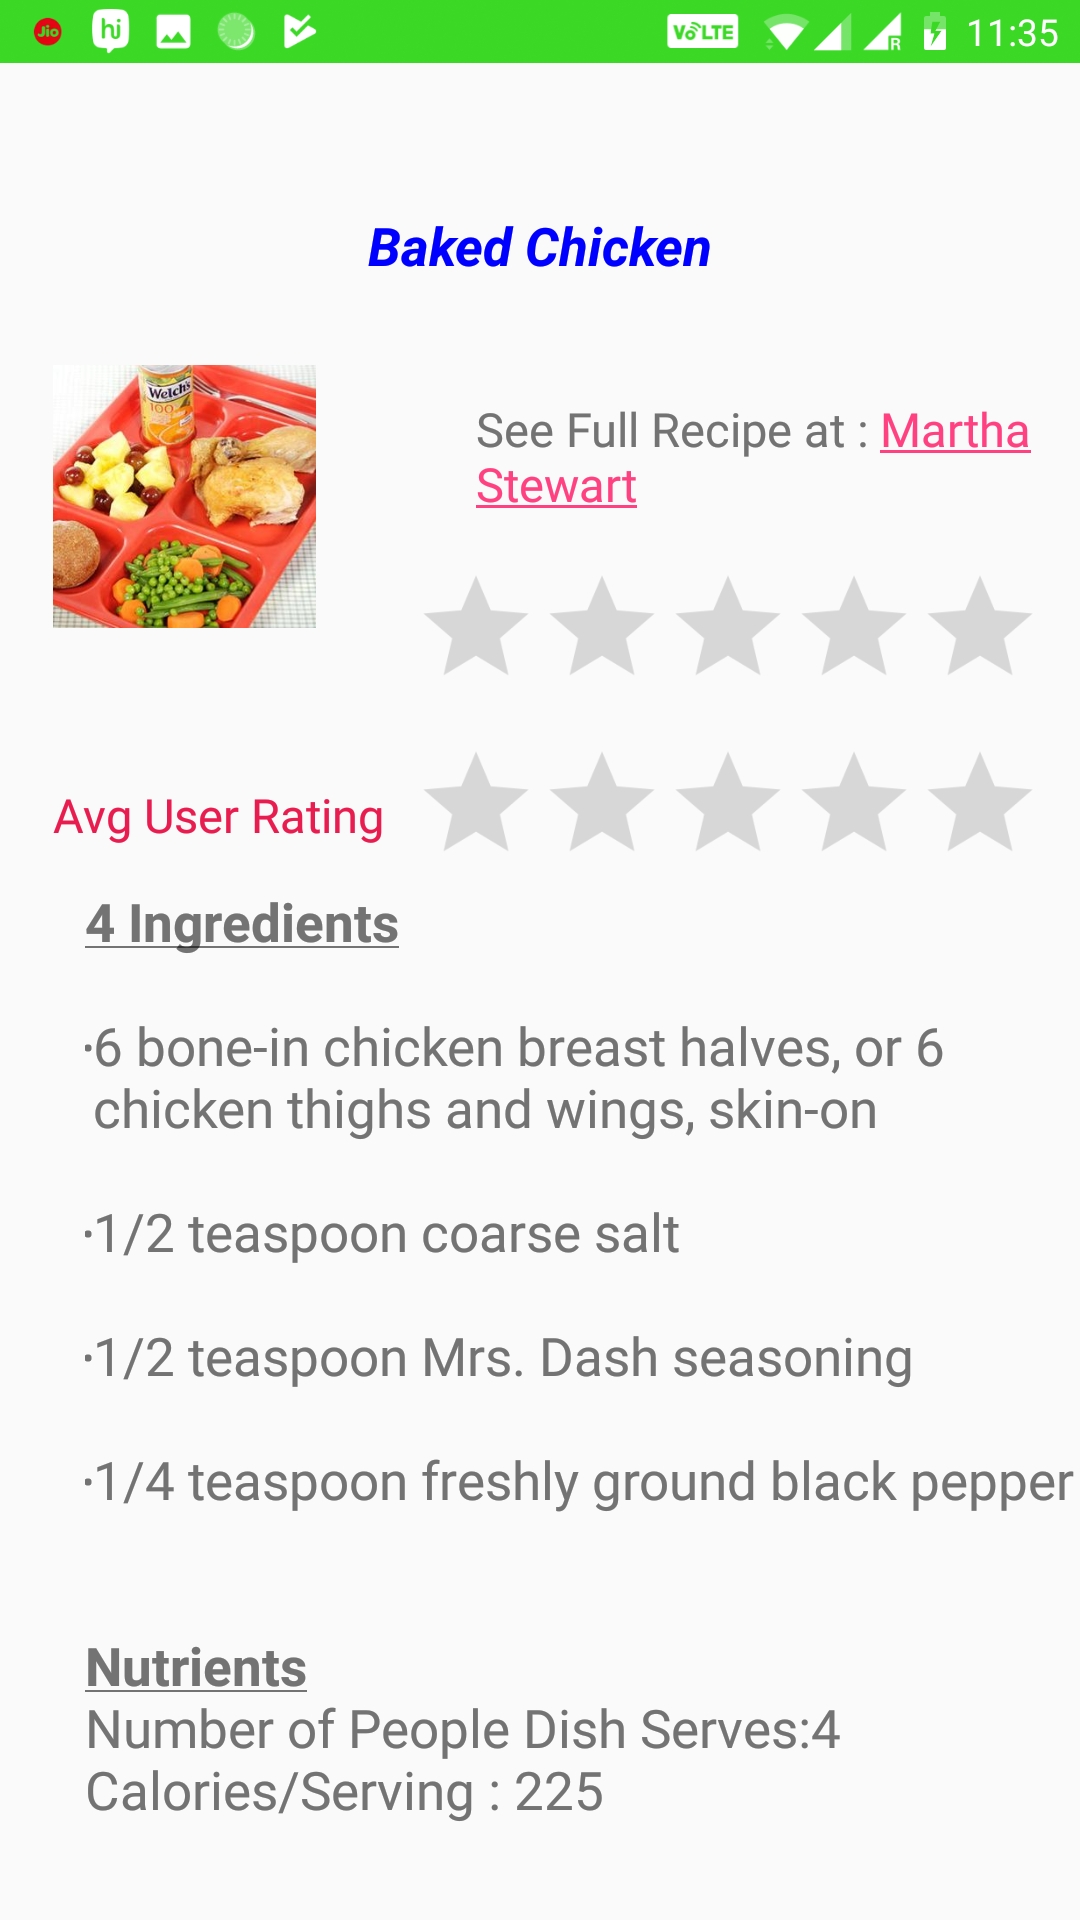 Jio hj VoLTE R 11:35
Baked Chicken
Welch's
100
See Full Recipe at : Martha
Stewart
Avg User Rating
4 Ingredients
·6 bone-in chicken breast halves, or 6
chicken thighs and wings, skin-on
·1/2 teaspoon coarse salt
·1/2 teaspoon Mrs. Dash seasoning
·1/4 teaspoon freshly ground black pepper
Nutrients
Number of People Dish Serves:4
Calories/Serving : 225